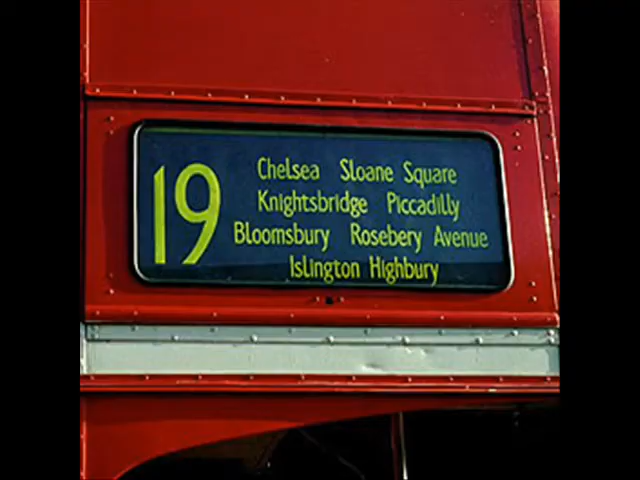 19
Chelsea Sloane Square
Knightsbridge Piccadilly
Bloomsbury Rosebery Avenue
Islington Highbury